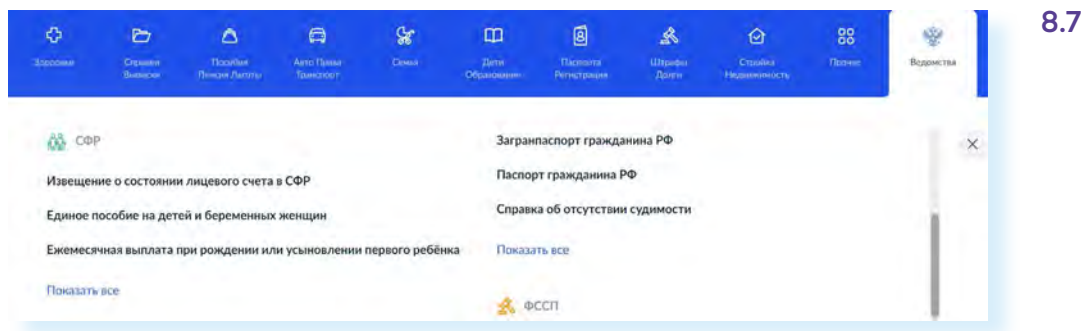 8.7
Здоровье
Справки
Выписки
Пособия
Пенсия Льготы
Авто Права
Транспорт
Семья
Дети
Образование
Паспорта
Регистрация
Штрафы
Долги
Стройка
Недвижимость
Прочее
Ведомства
СФР
Извещение о состоянии лицевого счета в СФР
Единое пособие на детей и беременных женщин
Ежемесячная выплата при рождении или усыновлении первого ребёнка
Показать все
Загранпаспорт гражданина РФ
Паспорт гражданина РФ
Справка об отсутствии судимости
Показать все
ФССП